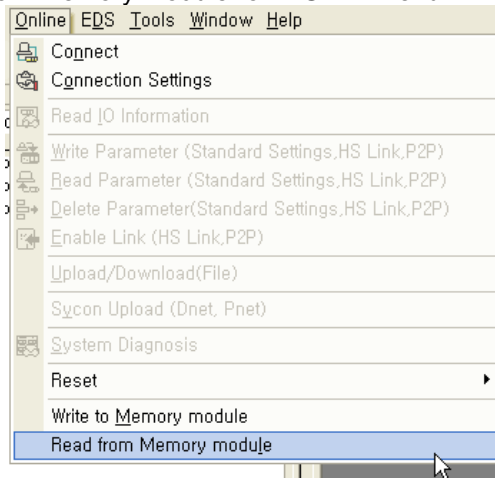 Online EDS Tools Window Help
Connect
Connection Settings
Read IO Information
Write Parameter (Standard Settings,HS Link,P2P)
Read Parameter (Standard Settings,HS Link,P2P)
Delete Parameter(Standard Settings,HS Link,P2P)
Enable Link (HS Link,P2P)
Upload/Download(File)
Sycon Upload (Dnet, Pnet)
System Diagnosis
Reset
Write to Memory module
Read from Memory module